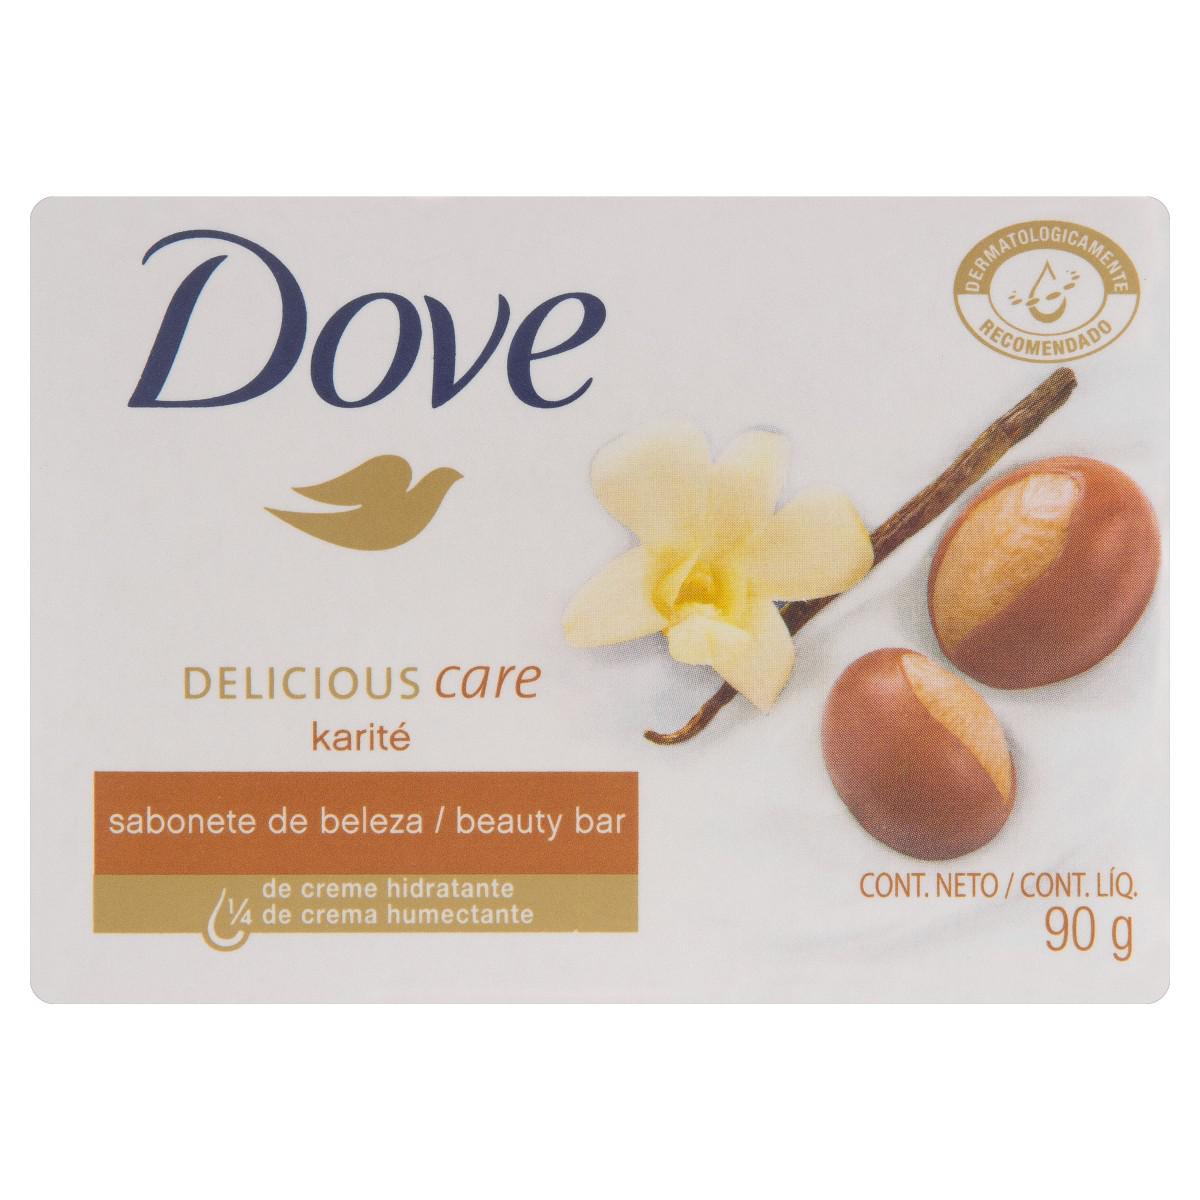 Dove
DERMATOLOGICAMENTE
RECOMENDADO
DELICIOUS care
karité
sabonete de beleza / beauty bar
1/4
de creme hidratante
de crema humectante
CONT. NETO / CONT. LÍQ.
90 g